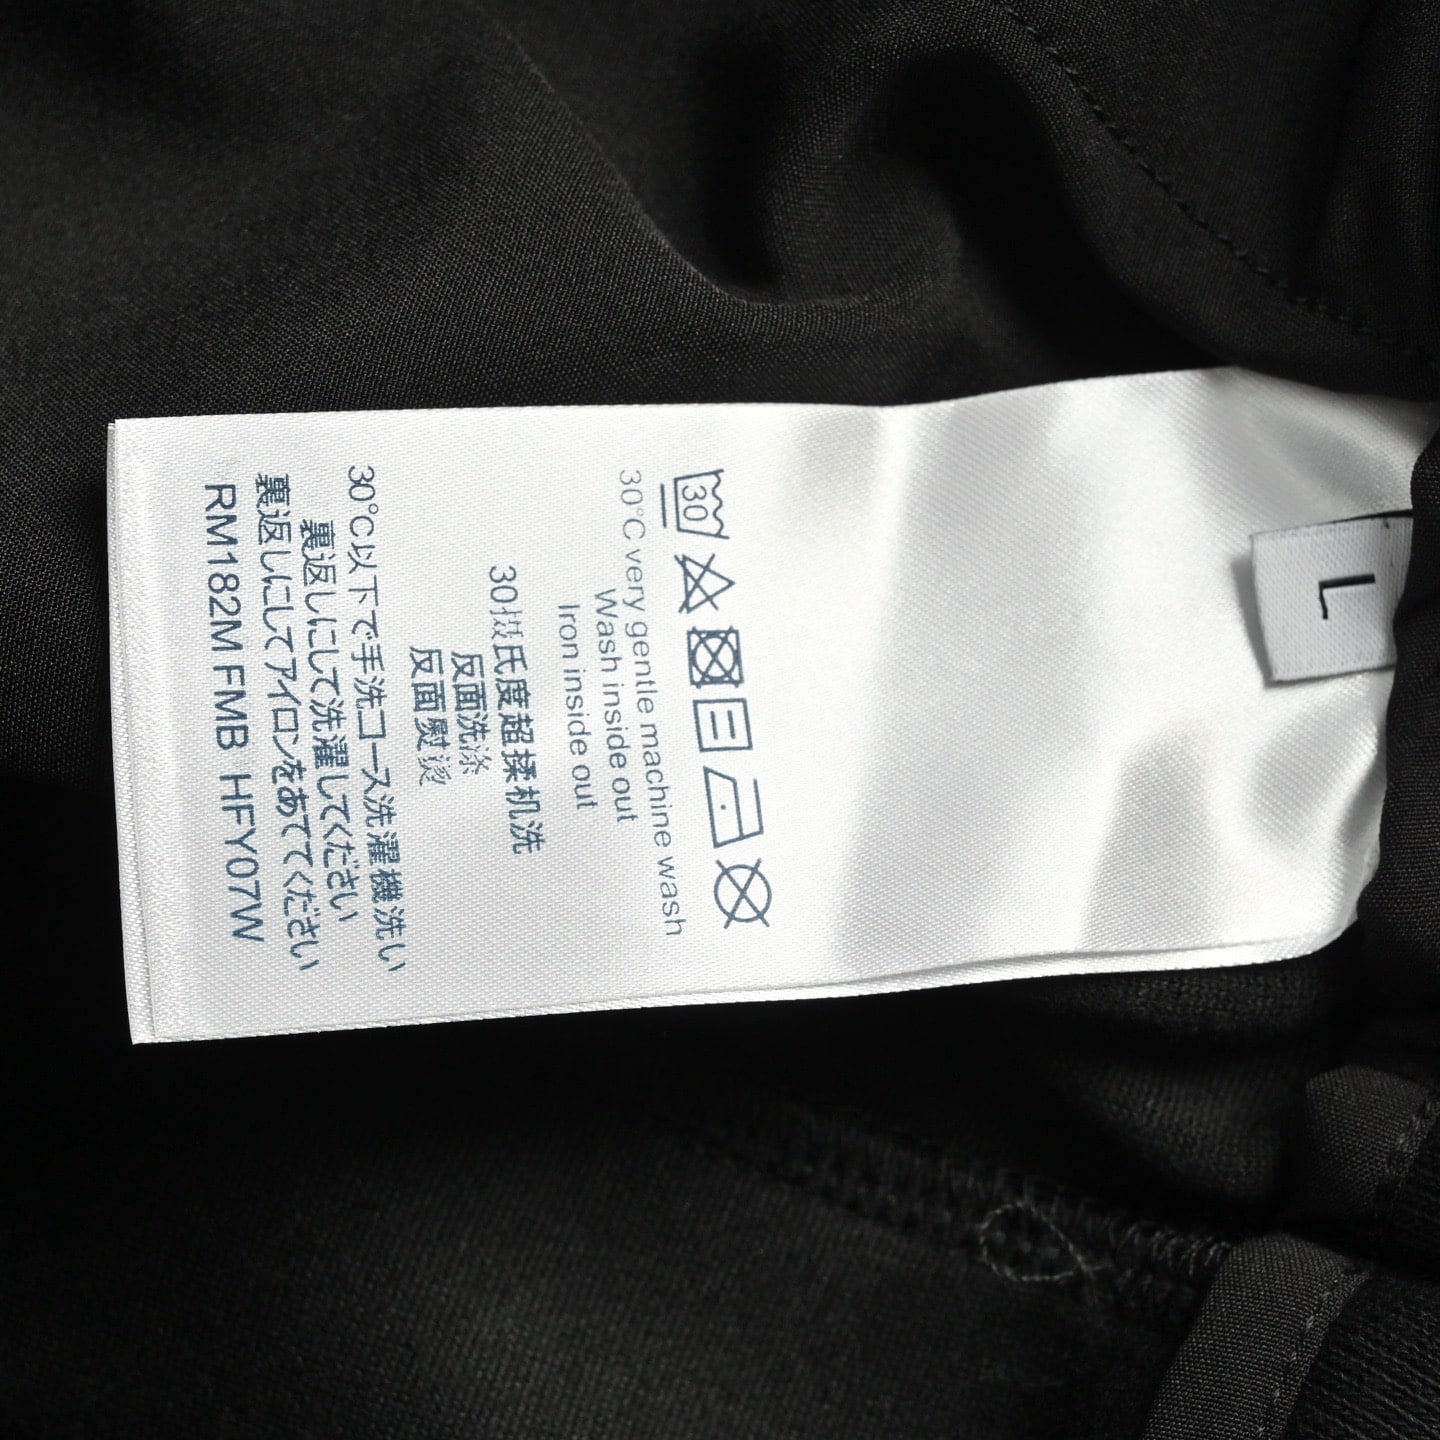 30
30°C very gentle machine wash
Wash inside out
Iron inside out
30摄氏度超揉机洗
反面洗涤
反面熨烫
30℃以下で手洗コース洗濯機洗い
裏返しにして洗濯してください
裏返しにしてアイロンをあててください
RM182M FMB HFY07W
L